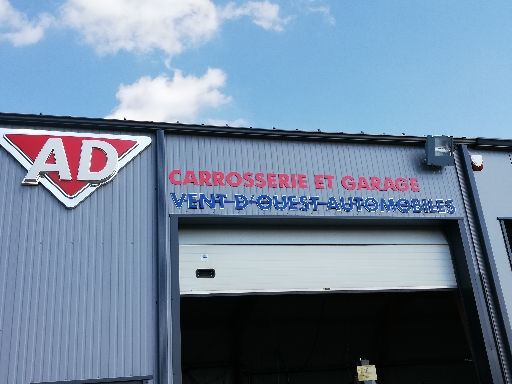 AD
CARROSSERIE ET GARAGE
VENT D'OUEST AUTOMOBILES